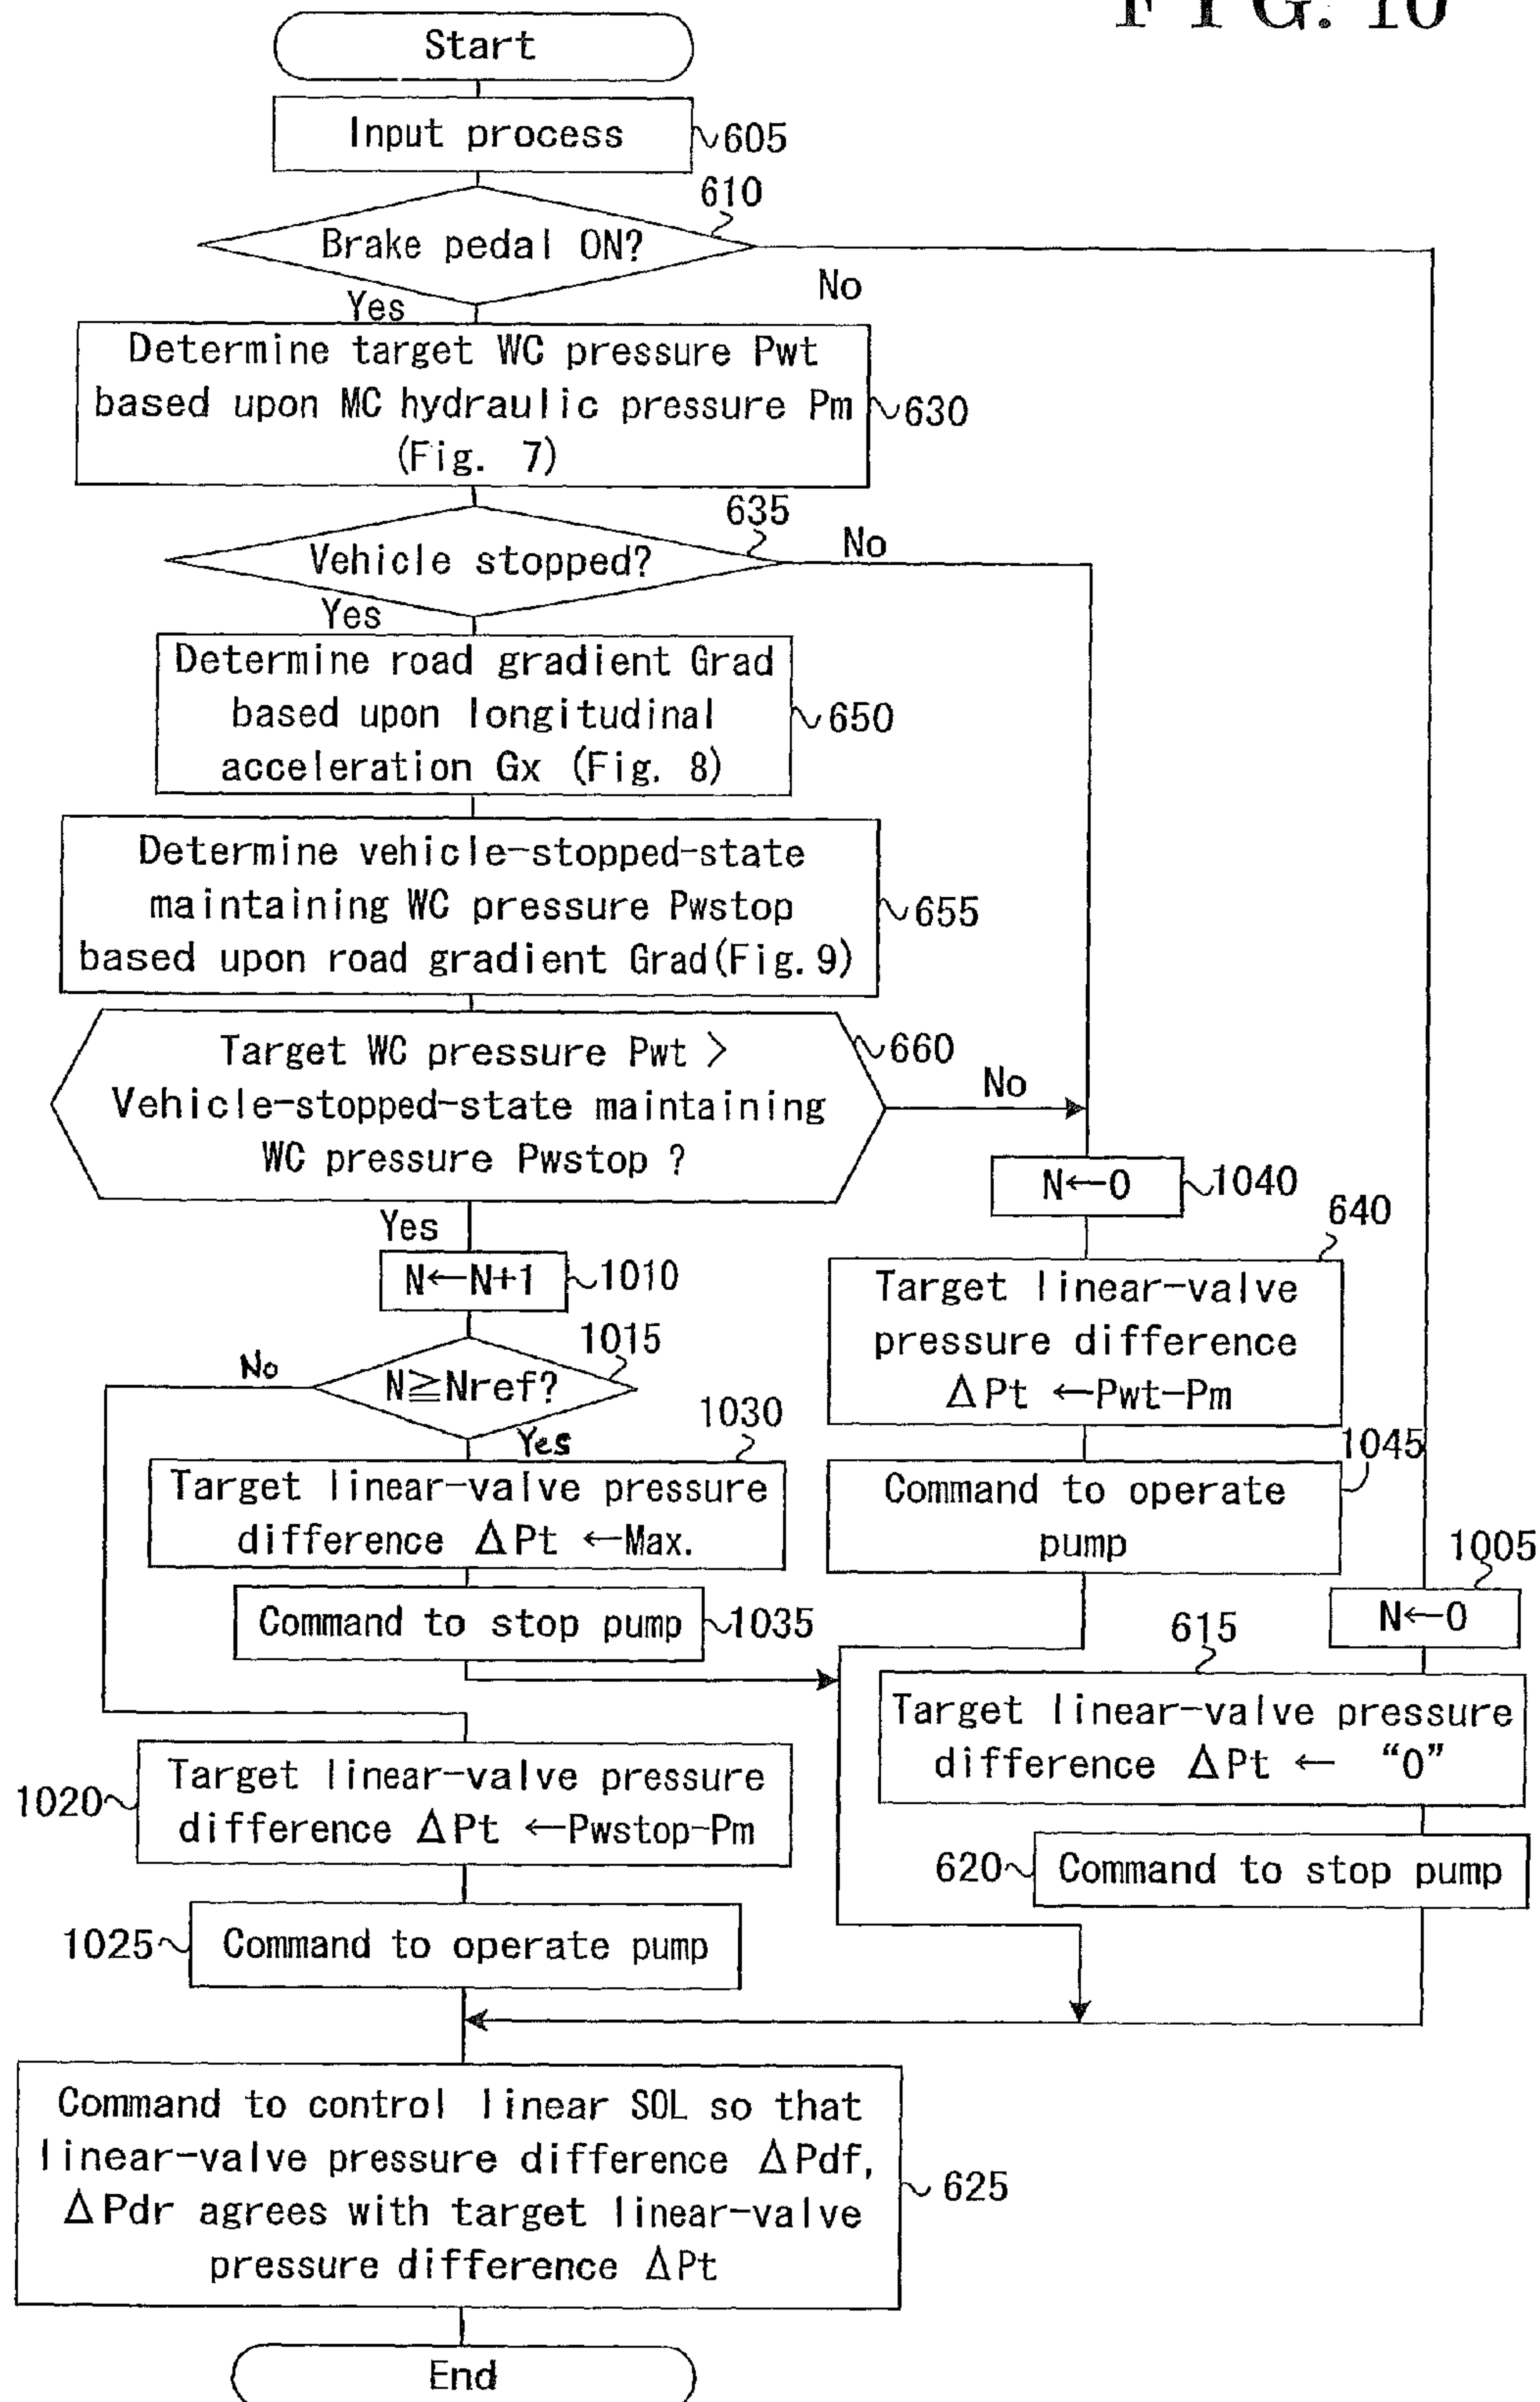 FIG. 10
Start
Input process
605
610
Brake pedal ON?
No
Yes
Determine target WC pressure Pwt
based upon MC hydraulic pressure Pm
(Fig. 7)
630
635
Vehicle stopped?
No
Yes
Determine road gradient Grad
based upon longitudinal
acceleration Gx (Fig. 8)
650
Determine vehicle-stopped-state
maintaining WC pressure Pwstop
based upon road gradient Grad(Fig.9)
655
Target WC pressure Pwt >
Vehicle-stopped-state maintaining
WC pressure Pwstop ?
660
No
Yes
N←0
1040
N←N+1
1010
640
Target linear-valve
pressure difference
ΔPt ←Pwt-Pm
1015
N≧Nref?
No
Yes
1030
Target linear-valve pressure
difference ΔPt ←Max.
1045
Command to operate
pump
Command to stop pump
1035
1005
N←0
615
Target linear-valve pressure
difference ΔPt ← “0”
1020
Target linear-valve pressure
difference ΔPt ←Pwstop-Pm
620
Command to stop pump
1025
Command to operate pump
Command to control linear SOL so that
linear-valve pressure difference ΔPdf,
ΔPdr agrees with target linear-valve
pressure difference ΔPt
625
End